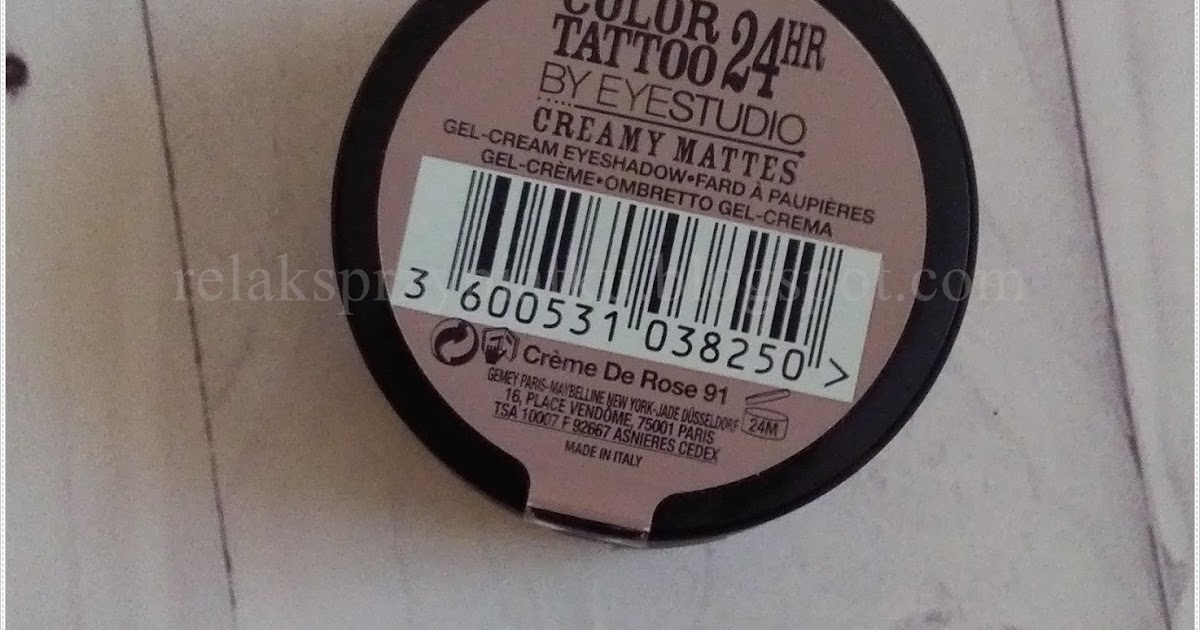 COLOR
TATTOO 24HR
BY EYESTUDIO
CREAMY MATTES
GEL-CREAM EYESHADOW•FARD À PAUPIÈRES
GEL-CRÈME•OMBRETTO GEL-CREMA
3 600531 038250 >
Crème De Rose 91
GEMEY PARIS-MAYBELLINE NEW YORK-JADE DÜSSELDORF
16, PLACE VENDÔME, 75001 PARIS
TSA 10007 F 92667 ASNIERES CEDEX
24M
MADE IN ITALY